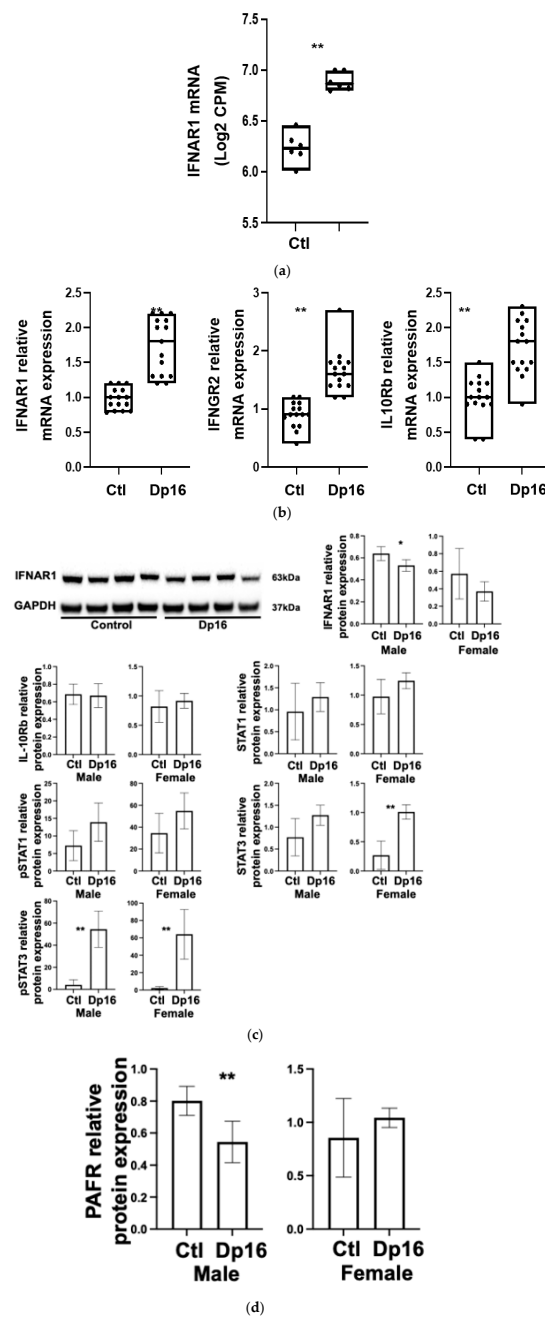 IFNAR1 mRNA
(Log2 CPM)
7.5
7.0
6.5
6.0
5.5
**
Ctl
(a)
IFNAR1 relative
mRNA expression
2.5
2.0
1.5
1.0
0.5
0.0
**
Ctl Dp16
IFNGR2 relative
mRNA expression
3
2
1
0
**
Ctl Dp16
IL10Rb relative
mRNA expression
2.5
2.0
1.5
1.0
0.5
0.0
**
Ctl Dp16
(b)
IFNAR1
63kDa
GAPDH
37kDa
Control Dp16
IFNAR1 relative
protein expression
0.8
0.6
0.4
0.2
0.0
*
Ctl Dp16
Male
1.0
0.8
0.6
0.4
0.2
0.0
Ctl Dp16
Female
IL-10Rb relative
protein expression
1.0
0.8
0.6
0.4
0.2
0.0
Ctl Dp16
Male
1.5
1.0
0.5
0.0
Ctl Dp16
Female
STAT1 relative
protein expression
2.0
1.5
1.0
0.5
0.0
Ctl Dp16
Male
1.5
1.0
0.5
0.0
Ctl Dp16
Female
pSTAT1 relative
protein expression
25
20
15
10
5
0
Ctl Dp16
Male
80
60
40
20
0
Ctl Dp16
Female
STAT3 relative
protein expression
2.0
1.5
1.0
0.5
0.0
Ctl Dp16
Male
1.5
1.0
0.5
0.0
**
Ctl Dp16
Female
pSTAT3 relative
protein expression
80
60
40
20
0
**
Ctl Dp16
Male
100
80
60
40
20
0
**
Ctl Dp16
Female
(c)
PAFR relative
protein expression
1.0
0.8
0.6
0.4
0.2
0.0
**
Ctl Dp16
Male
1.5
1.0
0.5
0.0
Ctl Dp16
Female
(d)